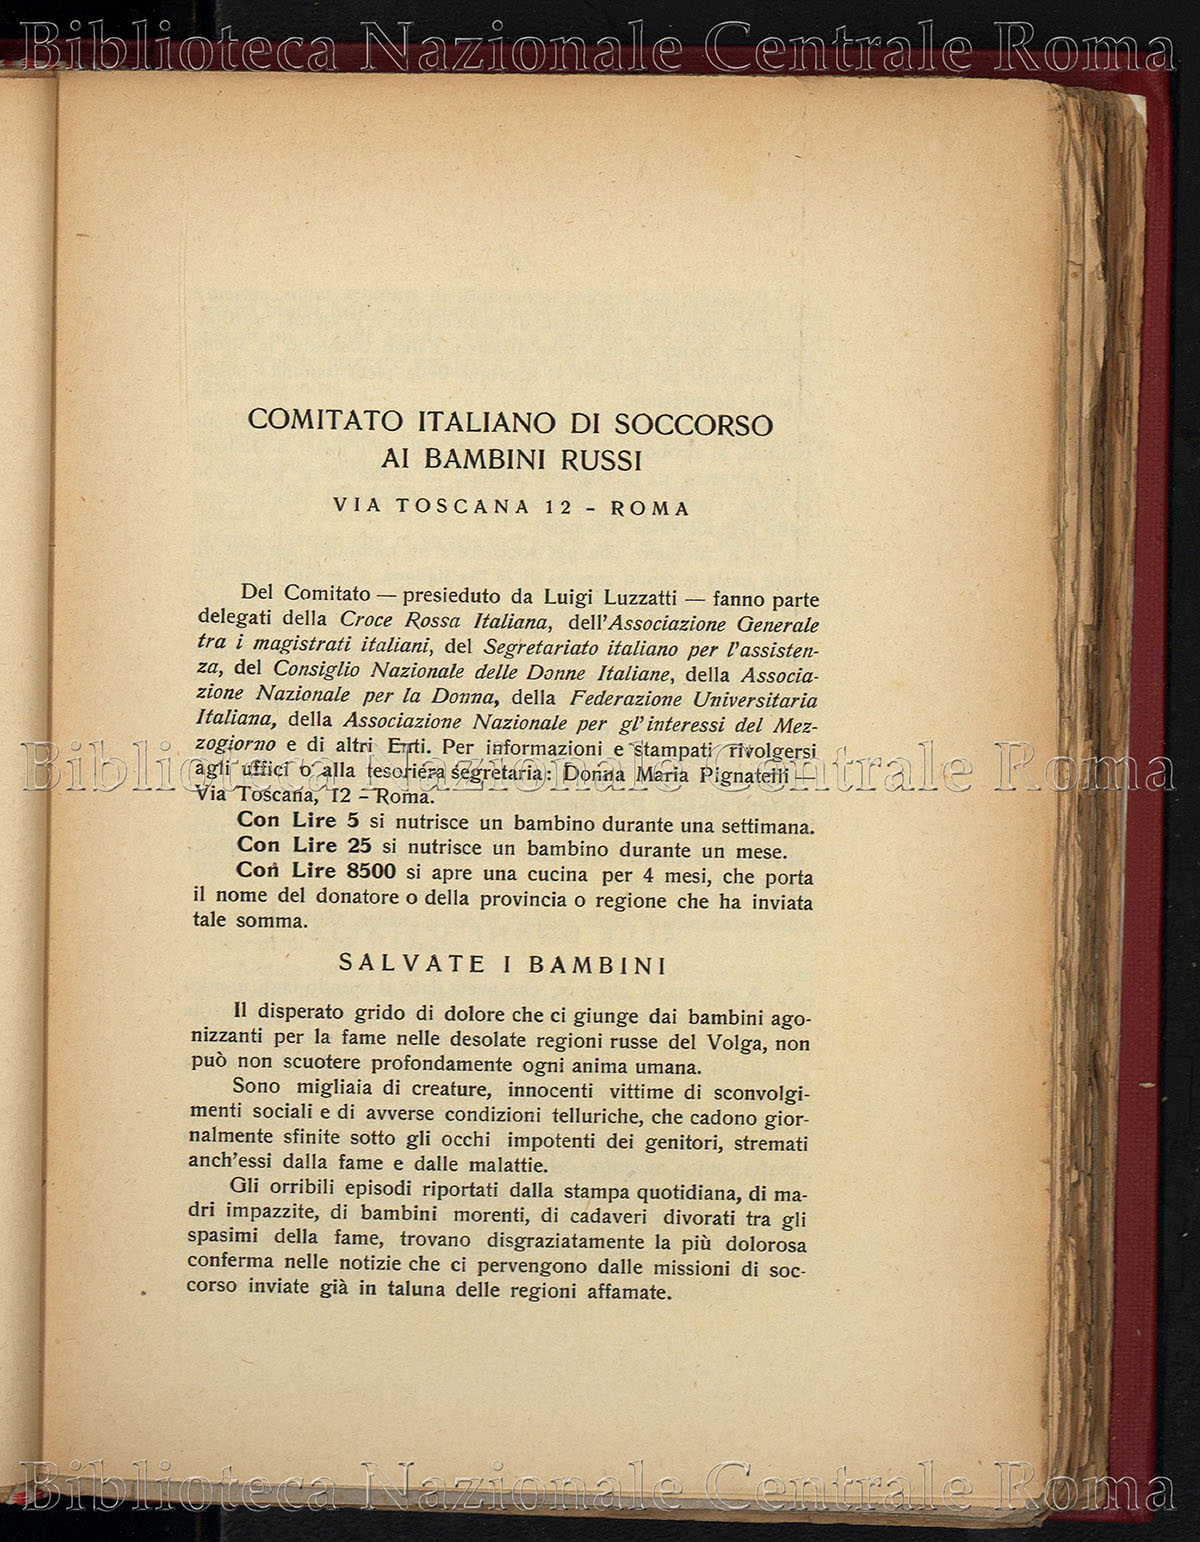 Biblioteca Nazionale Centrale Roma
COMITATO ITALIANO DI SOCCORSO
AI BAMBINI RUSSI
VIA TOSCANA 12 - ROMA
Del Comitato — presieduto da Luigi Luzzatti — fanno parte
delegati della Croce Rossa Italiana, dell'Associazione Generale
tra i magistrati italiani, del Segretariato italiano per l'assisten-
za, del Consiglio Nazionale delle Donne Italiane, della Associa-
zione Nazionale per la Donna, della Federazione Universitaria
Italiana, della Associazione Nazionale per gl'interessi del Mez-
zogiorno e di altri Enti. Per informazioni e stampati rivolgersi
Biblioteca Nazionale Centrale Roma
agli uffici o alla tesoriera segretaria: Donna Maria Pignatelli –
Via Toscana, 12 – Roma.
Con Lire 5 si nutrisce un bambino durante una settimana.
Con Lire 25 si nutrisce un bambino durante un mese.
Con Lire 8500 si apre una cucina per 4 mesi, che porta
il nome del donatore o della provincia o regione che ha inviata
tale somma.
SALVATE I BAMBINI
Il disperato grido di dolore che ci giunge dai bambini ago-
nizzanti per la fame nelle desolate regioni russe del Volga, non
può non scuotere profondamente ogni anima umana.
Sono migliaia di creature, innocenti vittime di sconvolgi-
menti sociali e di avverse condizioni telluriche, che cadono gior-
nalmente sfinite sotto gli occhi impotenti dei genitori, stremati
anch'essi dalla fame e dalle malattie.
Gli orribili episodi riportati dalla stampa quotidiana, di ma-
dri impazzite, di bambini morenti, di cadaveri divorati tra gli
spasimi della fame, trovano disgraziatamente la più dolorosa
conferma nelle notizie che ci pervengono dalle missioni di soc-
corso inviate già in taluna delle regioni affamate.
Biblioteca Nazionale Centrale Roma